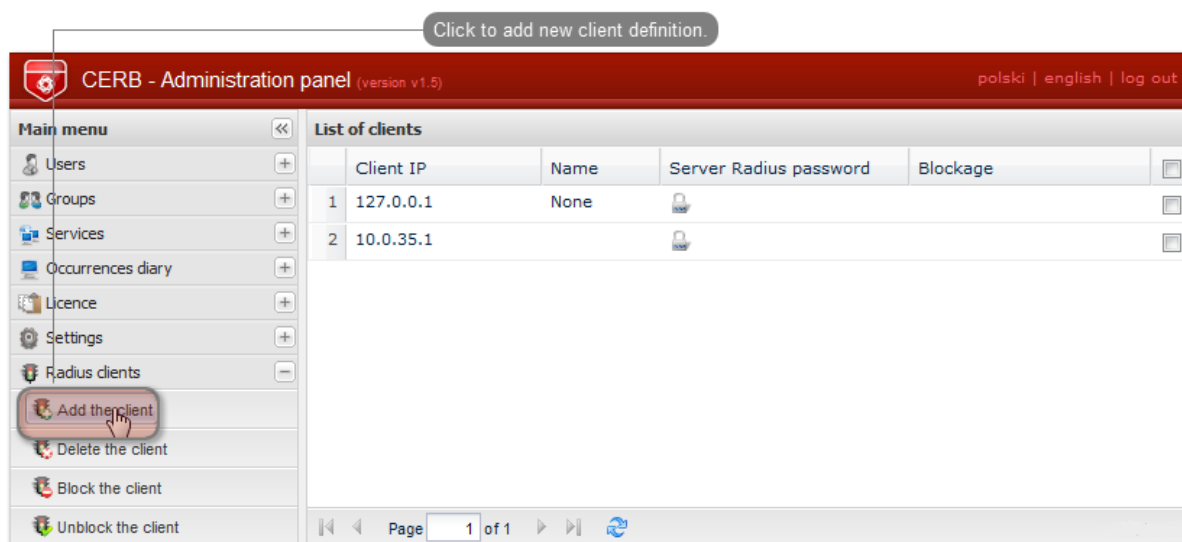 Click to add new client definition.
CERB - Administration panel (version v1.5)
polski | english | log out
Main menu
Users
Groups
Services
Occurrences diary
Licence
Settings
Radius clients
Add the client
Delete the client
Block the client
Unblock the client
List of clients
Client IP Name Server Radius password Blockage
1 127.0.0.1 None
2 10.0.35.1
Page 1 of 1